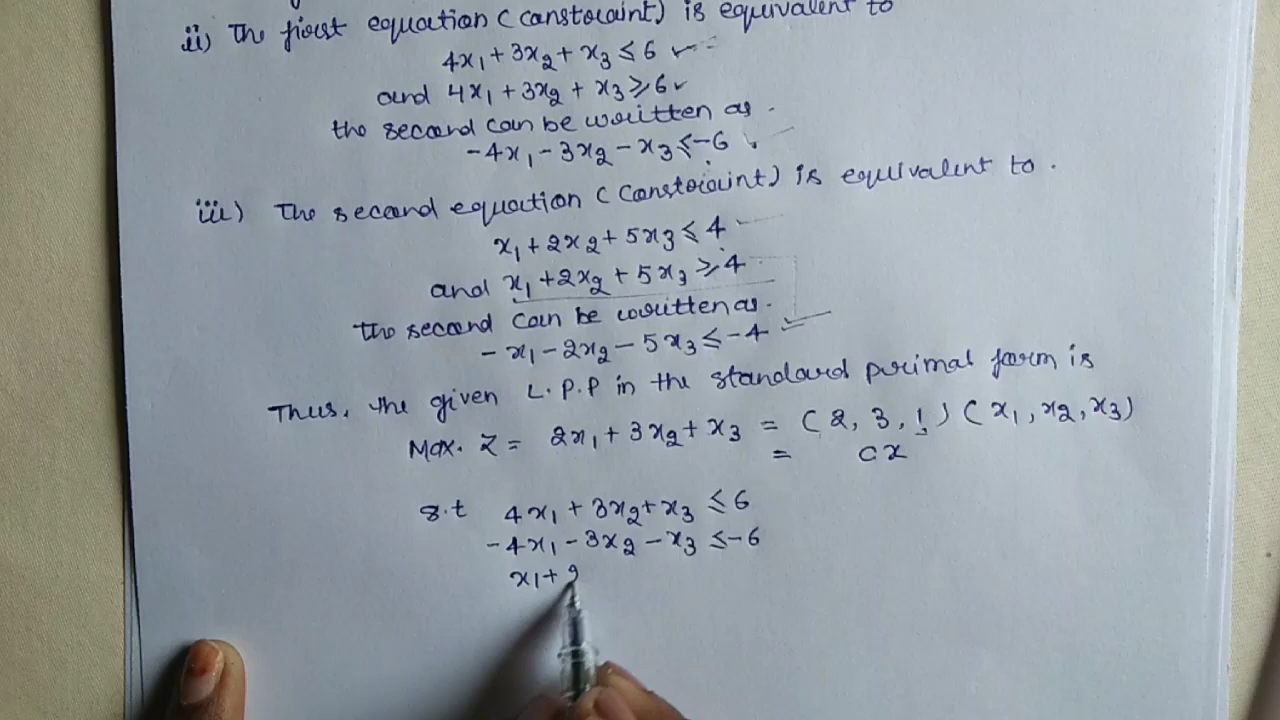 ii) The first equation (constraint) is equivalent to
4x₁ + 3x₂ + x₃ ≤ 6 ✓
and 4x₁ + 3x₂ + x₃ ≥ 6 ✓
the second can be written as.
-4x₁ - 3x₂ - x₃ ≤ -6
iii) The second equation (constraint) is equivalent to.
x₁ + 2x₂ + 5x₃ ≤ 4
and x₁ + 2x₂ + 5x₃ ≥ 4
the second can be written as.
- x₁ - 2x₂ - 5x₃ ≤ -4
Thus, the given L.P.P in the standard primal form is
Max. Z = 2x₁ + 3x₂ + x₃ = (2, 3, 1) (x₁, x₂, x₃)
= cx
s.t 4x₁ + 3x₂ + x₃ ≤ 6
-4x₁ - 3x₂ - x₃ ≤ -6
x₁ + 2